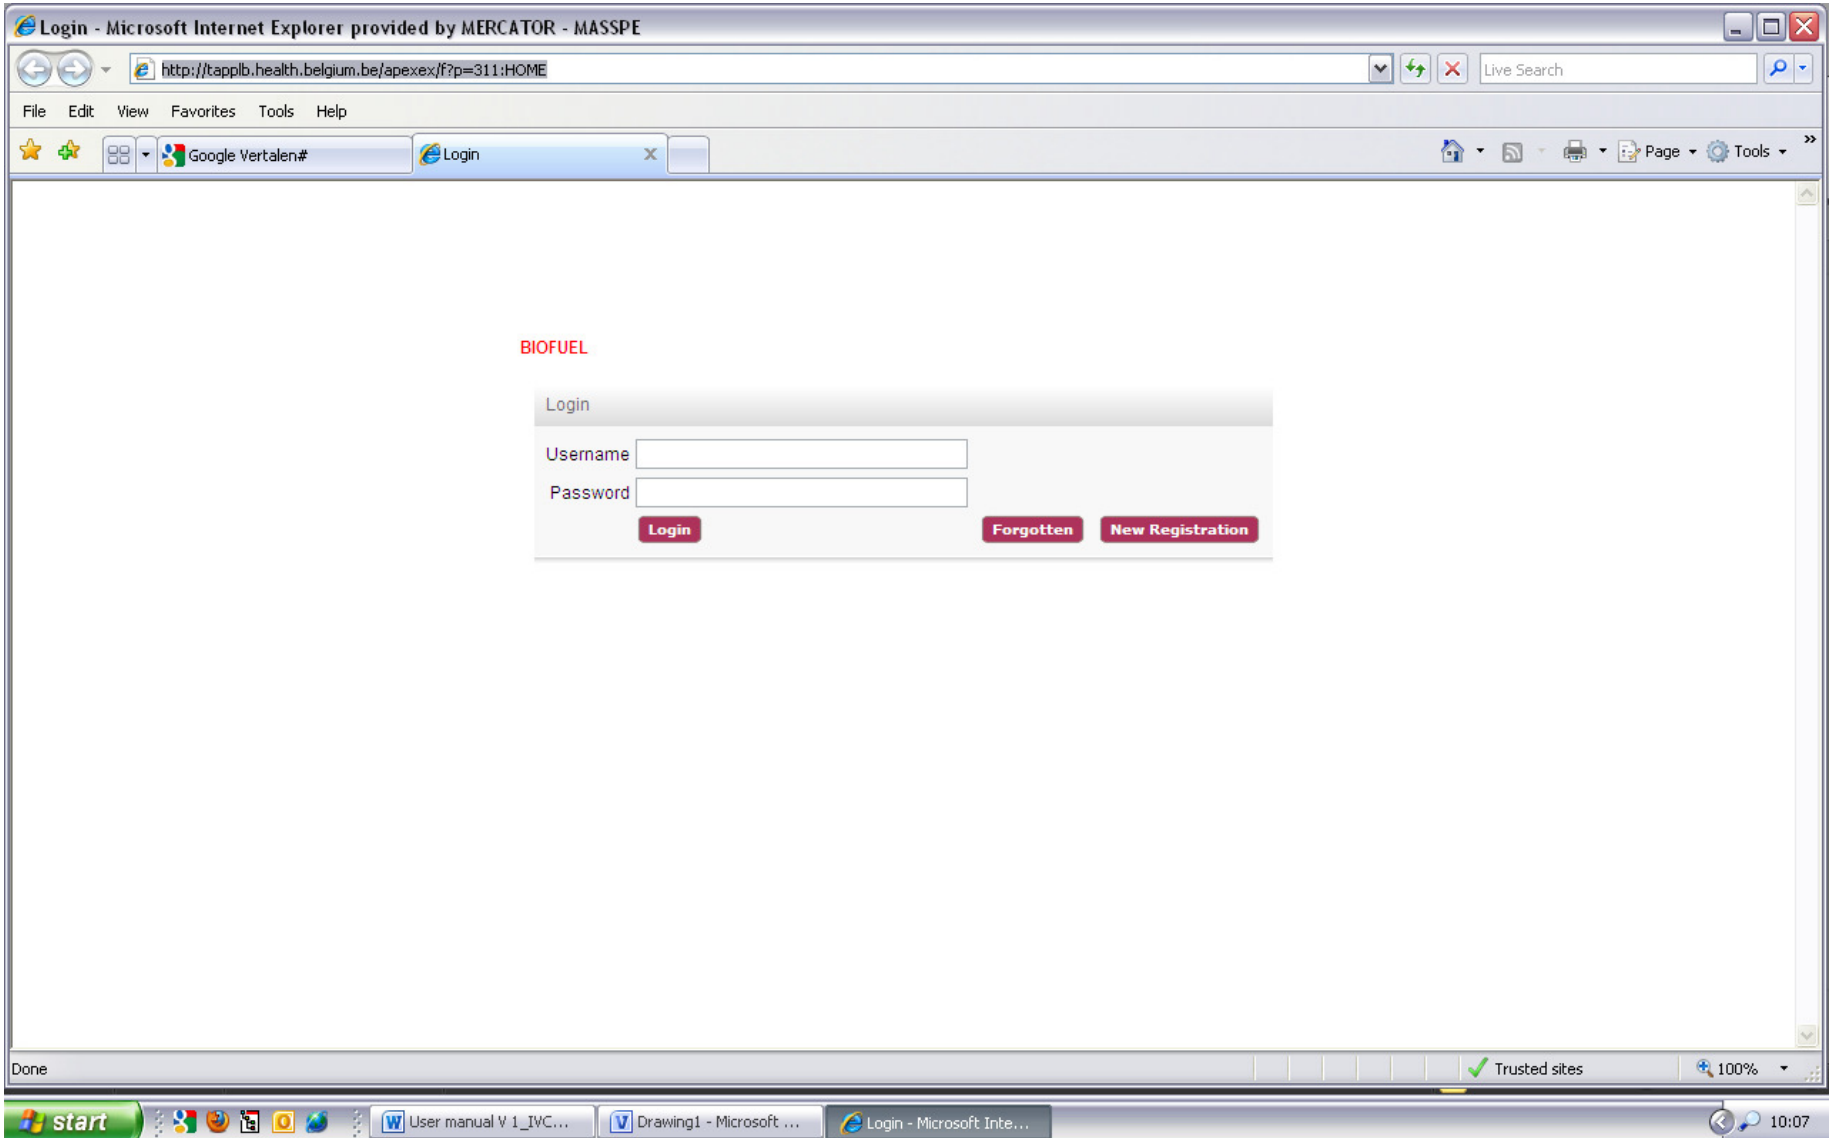 Login - Microsoft Internet Explorer provided by MERCATOR - MASSPE
http://tapplb.health.belgium.be/apexex/f?p=311:HOME
Live Search
File Edit View Favorites Tools Help
Google Vertalen# Login Page Tools
BIOFUEL
Login
Username
Password
Login Forgotten New Registration
Done Trusted sites 100%
start User manual V 1_IVC... Drawing1 - Microsoft ... Login - Microsoft Inte... 10:07